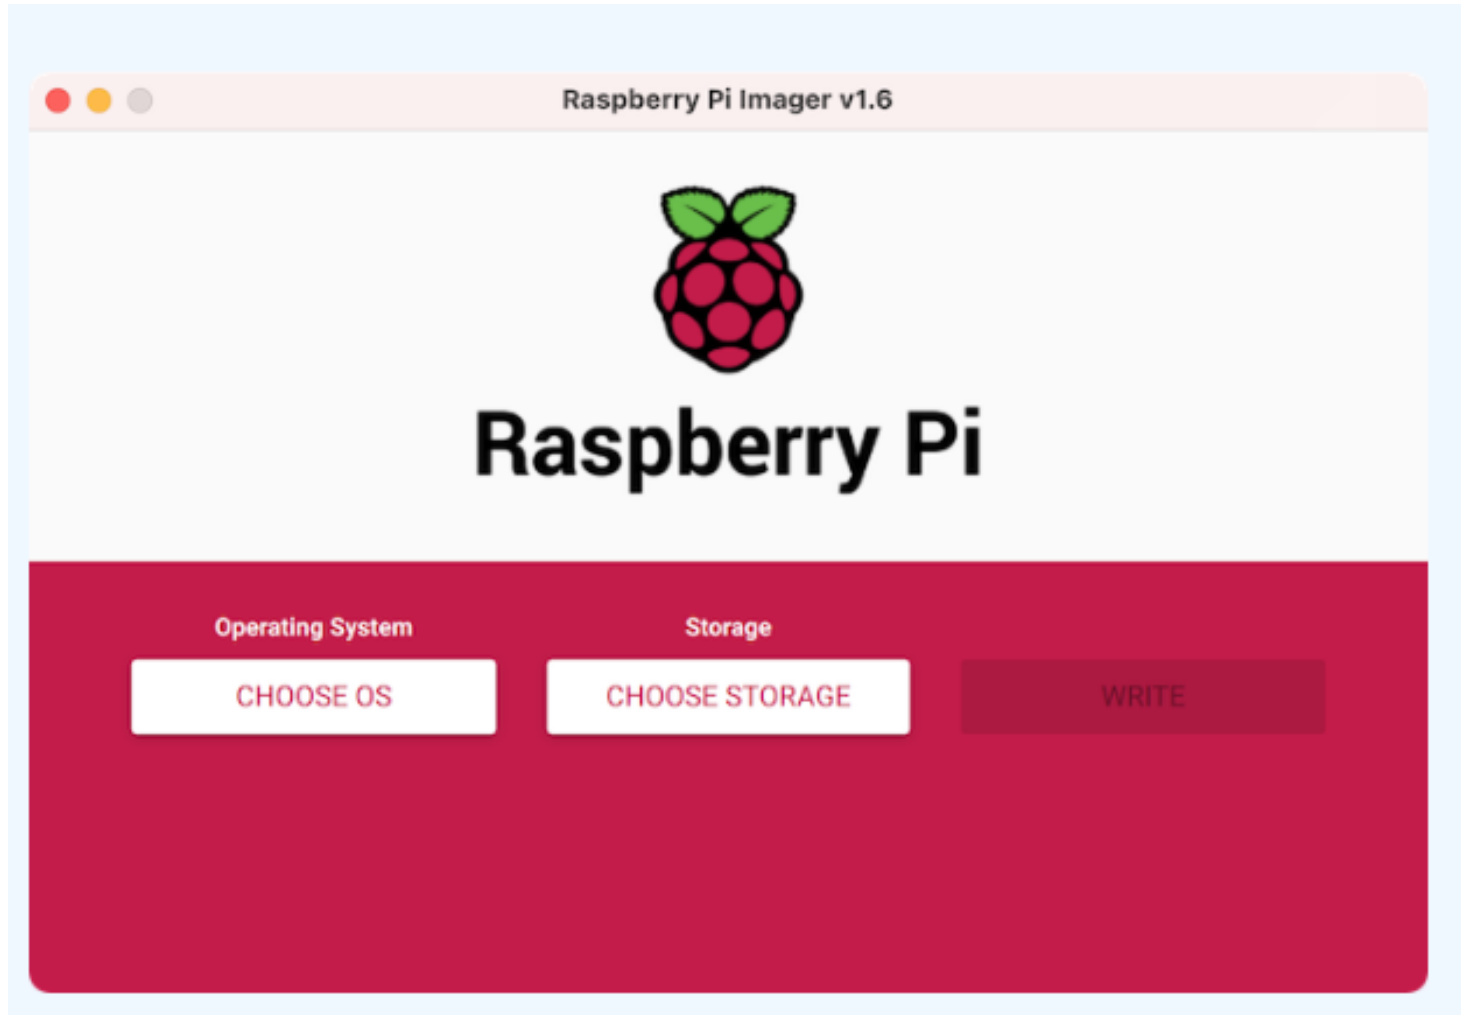 Raspberry Pi Imager v1.6
Raspberry Pi
Operating System
Storage
CHOOSE OS
CHOOSE STORAGE
WRITE